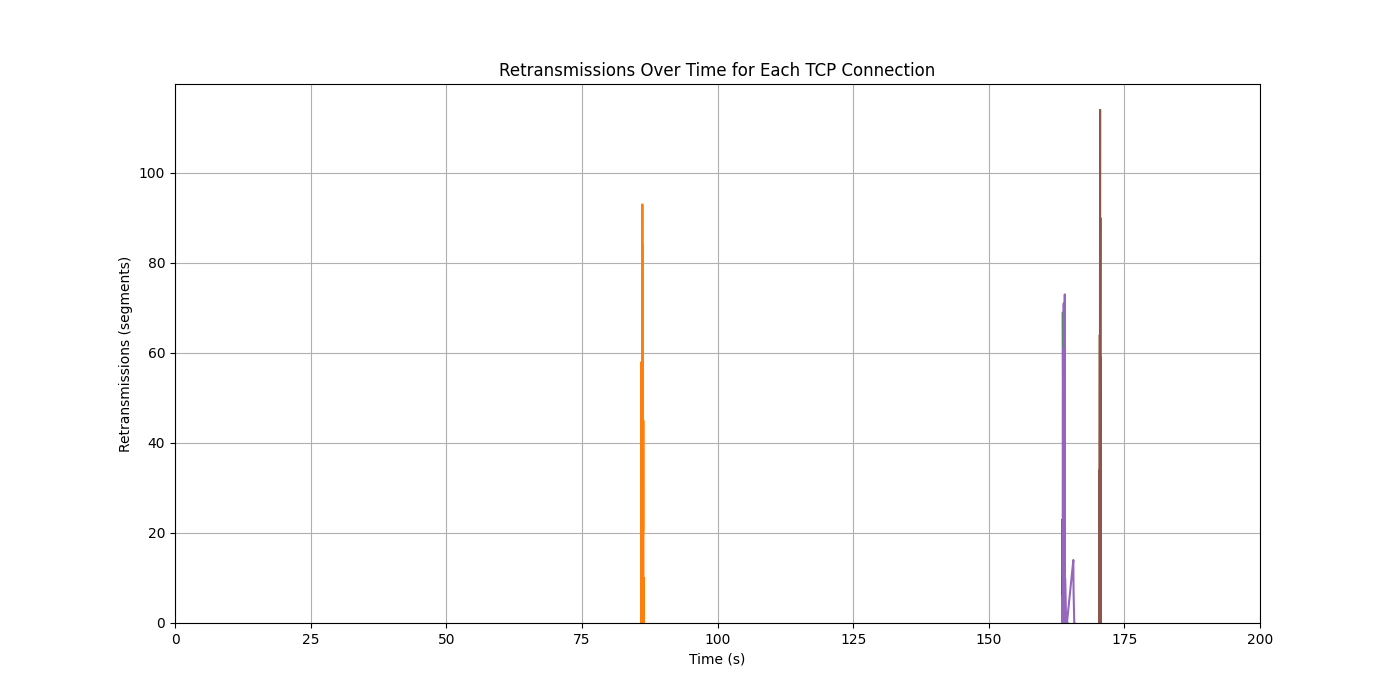 Retransmissions Over Time for Each TCP Connection
100
80
60
40
20
0
Retransmissions (segments)
0 25 50 75 100 125 150 175 200
Time (s)